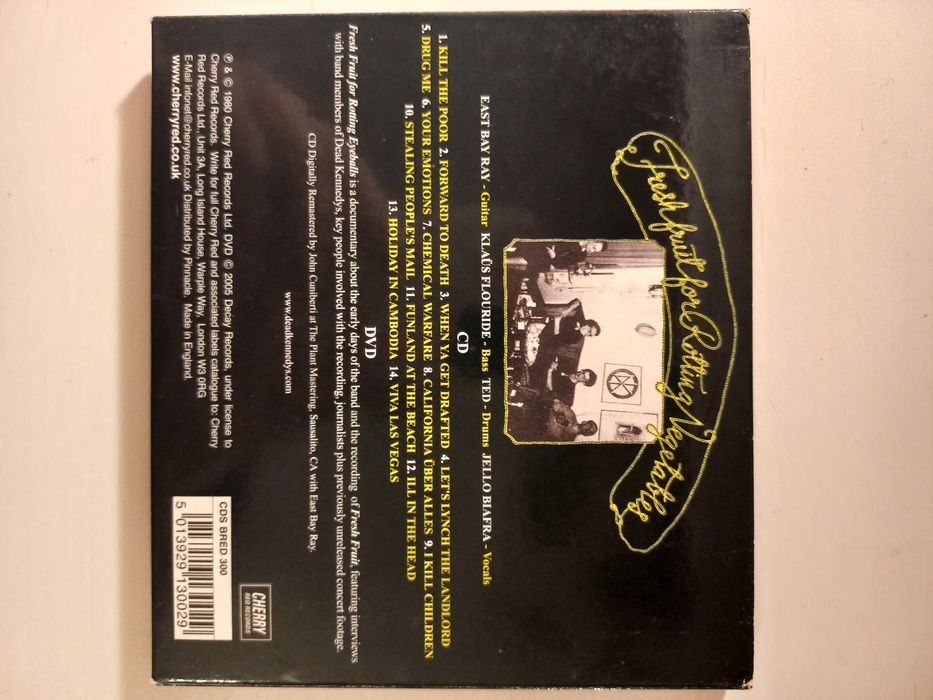 Fresh fruit for Rotting Vegetables
EAST BAY RAY - Guitar KLAÜS FLOURIDE - Bass TED - Drums JELLO BIAFRA - Vocals
CD
1. KILL THE POOR 2. FORWARD TO DEATH 3. WHEN YA GET DRAFTED 4. LET'S LYNCH THE LANDLORD
5. DRUG ME 6. YOUR EMOTIONS 7. CHEMICAL WARFARE 8. CALIFORNIA ÜBER ALLES 9. I KILL CHILDREN
10. STEALING PEOPLE'S MAIL 11. FUNLAND AT THE BEACH 12. ILL IN THE HEAD
13. HOLIDAY IN CAMBODIA 14. VIVA LAS VEGAS
DVD
Fresh Fruit for Rotting Eyeballs is a documentary about the early days of the band and the recording of Fresh Fruit, featuring interviews
with band members of Dead Kennedys, key people involved with the recording, journalists plus previously unreleased concert footage.
CD Digitally Remastered by John Cuniberti at The Plant Mastering, Sausalito, CA with East Bay Ray.
www.deadkennedys.com
℗ & © 1980 Cherry Red Records Ltd. DVD © 2005 Decay Records, under license to
Cherry Red Records. Write for full Cherry Red and associated labels catalogue to: Cherry
Red Records Ltd., Unit 3A, Long Island House, Warple Way, London W3 0RG
E-Mail infonet@cherryred.co.uk Distributed by Pinnacle. Made in England.
www.cherryred.co.uk
CHERRY
RED RECORDS
CDS BRED 300
5 013929 130029